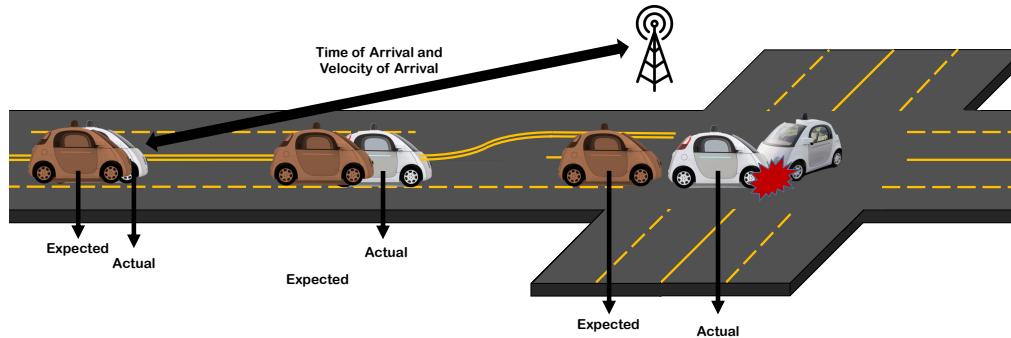 Time of Arrival and
Velocity of Arrival
Expected
Actual
Expected
Actual
Expected
Actual